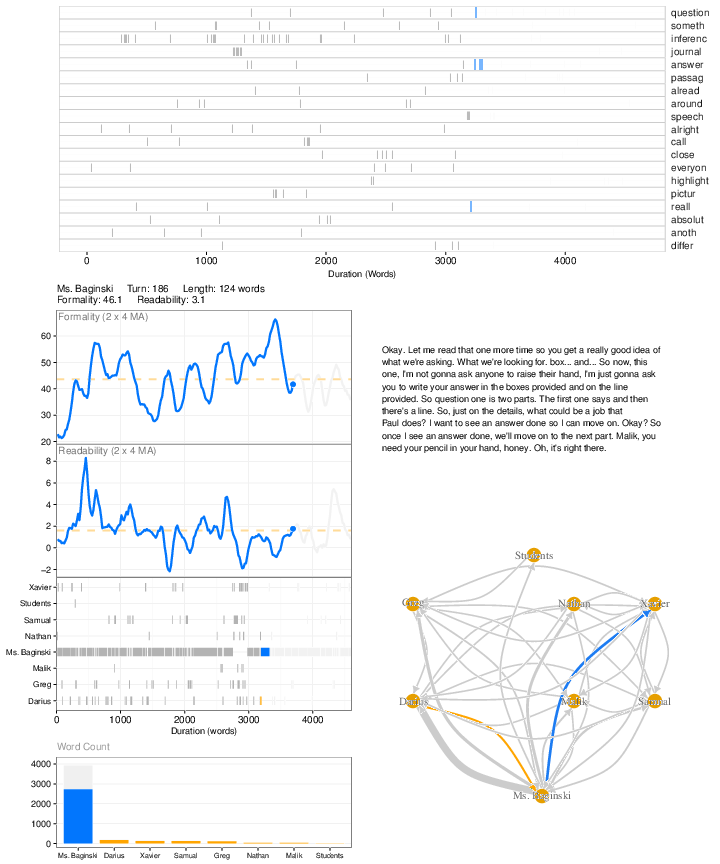 question
someth
inferenc
journal
answer
passag
alread
around
speech
alright
call
close
everyon
highlight
pictur
reall
absolut
anoth
differ
0 1000 2000 3000 4000
Duration (Words)
Ms. Baginski Turn: 186 Length: 124 words
Formality: 46.1 Readability: 3.1
Formality (2 x 4 MA)
60
50
40
30
20
Readability (2 x 4 MA)
8
6
4
2
0
−2
Xavier
Students
Samual
Nathan
Ms. Baginski
Malik
Greg
Darius
0 1000 2000 3000 4000
Duration (words)
Word Count
4000
3000
2000
1000
0
Ms. Baginski Darius Xavier Samual Greg Nathan Malik Students
Okay. Let me read that one more time so you get a really good idea of
what we're asking. What we're looking for. box... and... So now, this
one, I'm not gonna ask anyone to raise their hand, I'm just gonna ask
you to write your answer in the boxes provided and on the line
provided. So question one is two parts. The first one says and then
there's a line. So, just on the details, what could be a job that
Paul does? I want to see an answer done so I can move on. Okay? So
once I see an answer done, we'll move on to the next part. Malik, you
need your pencil in your hand, honey. Oh, it's right there.
Students
Greg Nathan Xavier
Darius Malik Samual
Ms. Baginski